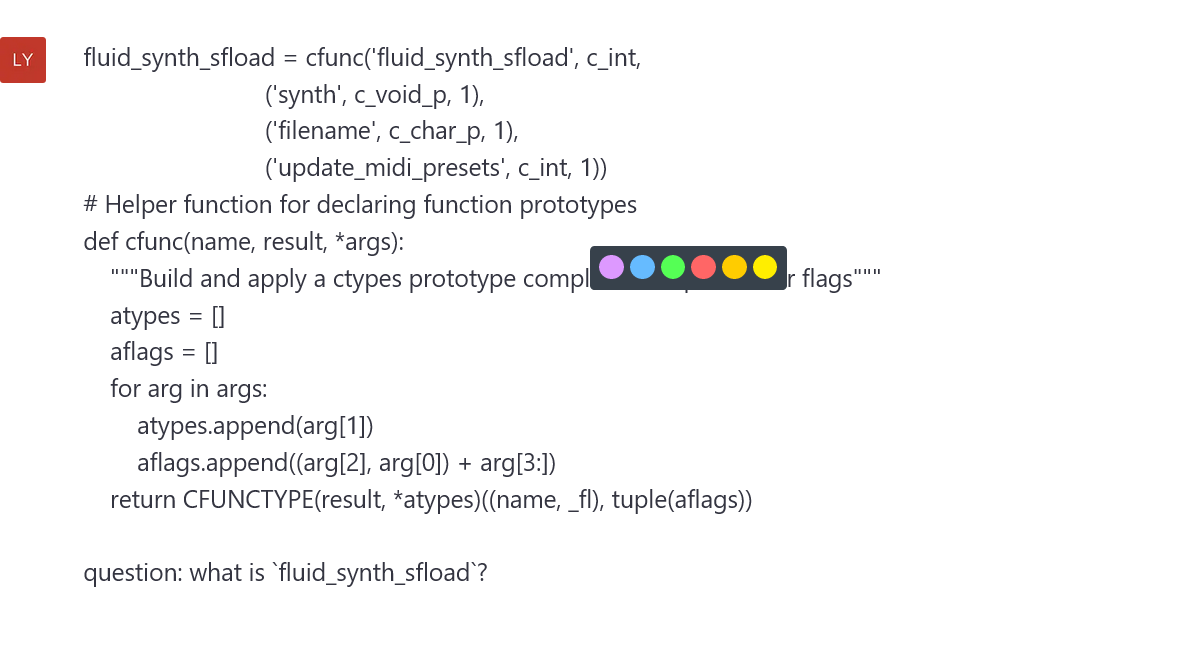 LY
fluid_synth_sfload = cfunc('fluid_synth_sfload', c_int,
('synth', c_void_p, 1),
('filename', c_char_p, 1),
('update_midi_presets', c_int, 1))
# Helper function for declaring function prototypes
def cfunc(name, result, *args):
"""Build and apply a ctypes prototype compl r flags"""
atypes = []
aflags = []
for arg in args:
atypes.append(arg[1])
aflags.append((arg[2], arg[0]) + arg[3:])
return CFUNCTYPE(result, *atypes)((name, _fl), tuple(aflags))
question: what is `fluid_synth_sfload`?